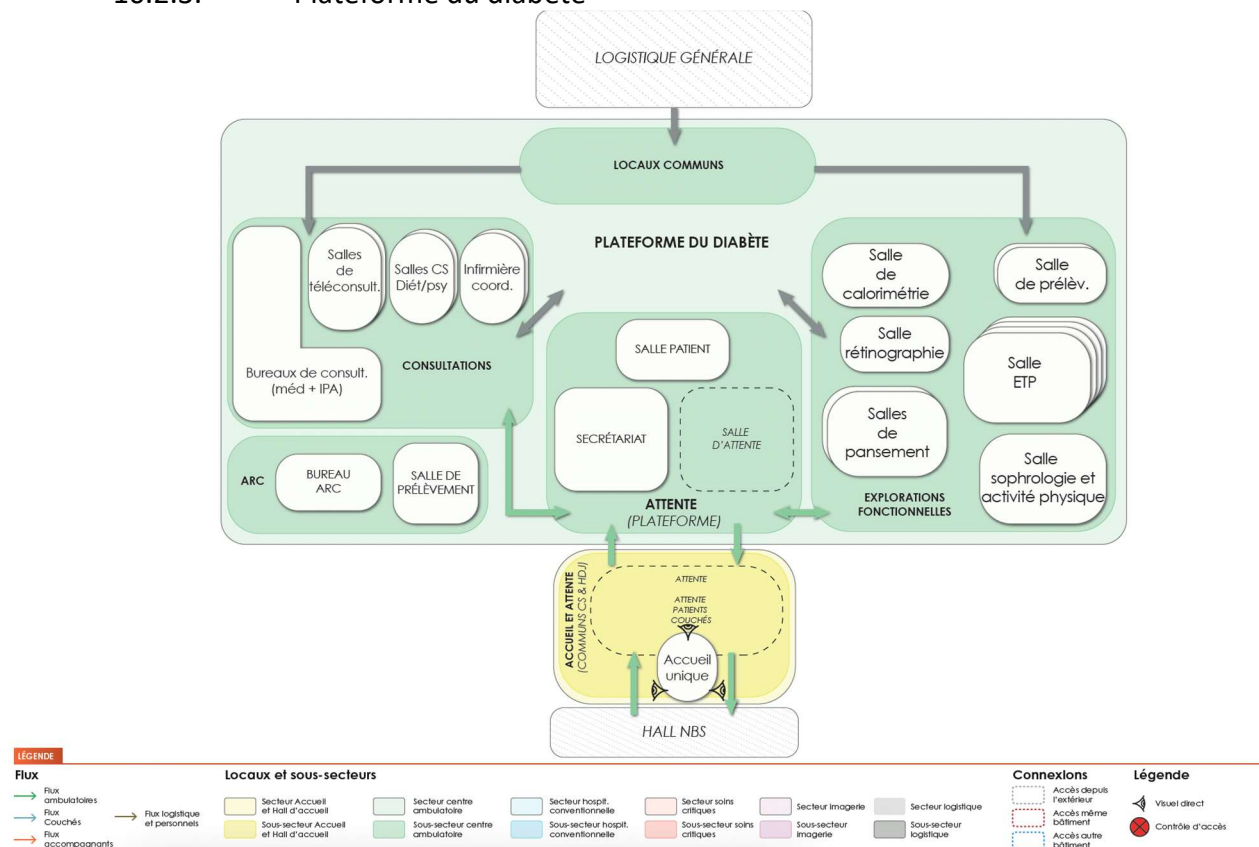 10.2.3. Plateforme du diabète
LOGISTIQUE GÉNÉRALE
LOCAUX COMMUNS
PLATEFORME DU DIABÈTE
Salles
de
téléconsult.
Salles CS
Diét/psy
Infirmière
coord.
Bureaux de consult.
(méd + IPA)
CONSULTATIONS
ARC
BUREAU
ARC
SALLE DE
PRÉLÈVEMENT
SALLE PATIENT
SECRÉTARIAT
SALLE
D'ATTENTE
ATTENTE
(PLATEFORME)
Salle
de
calorimétrie
Salle
de prélèv.
Salle
rétinographie
Salle
ETP
Salles
de
pansement
Salle
sophrologie et
activité physique
EXPLORATIONS
FONCTIONNELLES
ACCUEIL ET ATTENTE
(COMMUNS CS & HDJ)
ATTENTE
ATTENTE
PATIENTS
COUCHÉS
Accueil
unique
HALL NBS
LÉGENDE
Flux
Flux
ambulatoires
Flux
Couchés
Flux
accompagnants
Flux logistique
et personnels
Locaux et sous-secteurs
Secteur Accueil
et Hall d'accueil
Sous-secteur Accueil
et Hall d'accueil
Secteur centre
ambulatoire
Sous-secteur centre
ambulatoire
Secteur hospit.
conventionnelle
Sous-secteur hospit.
conventionnelle
Secteur soins
critiques
Sous-secteur soins
critiques
Secteur imagerie
Sous-secteur
imagerie
Secteur logistique
Sous-secteur
logistique
Connexions
Accès depuis
l'extérieur
Accès même
bâtiment
Accès autre
bâtiment
Légende
Visuel direct
Contrôle d'accès